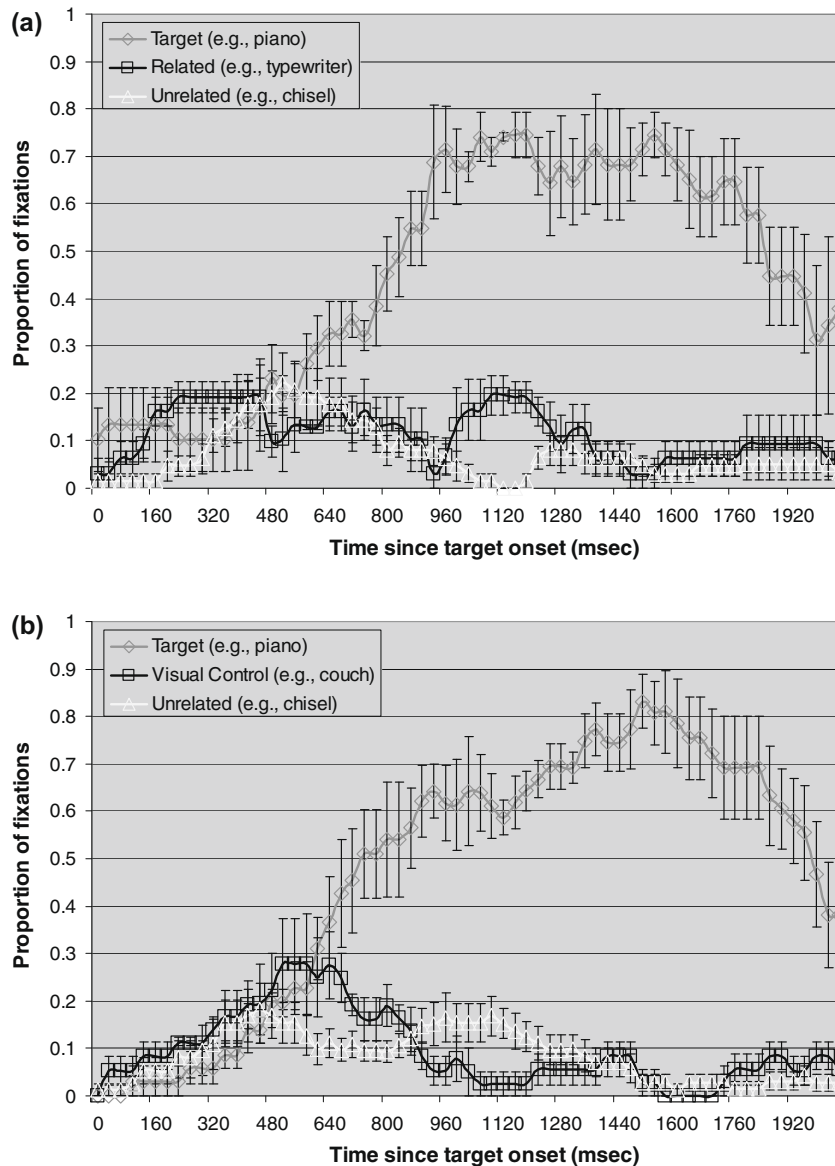 (a)
1
0.9
0.8
0.7
0.6
0.5
0.4
0.3
0.2
0.1
0
Proportion of fixations
Target (e.g., piano)
Related (e.g., typewriter)
Unrelated (e.g., chisel)
0 160 320 480 640 800 960 1120 1280 1440 1600 1760 1920
Time since target onset (msec)
(b)
1
0.9
0.8
0.7
0.6
0.5
0.4
0.3
0.2
0.1
0
Proportion of fixations
Target (e.g., piano)
Visual Control (e.g., couch)
Unrelated (e.g., chisel)
0 160 320 480 640 800 960 1120 1280 1440 1600 1760 1920
Time since target onset (msec)